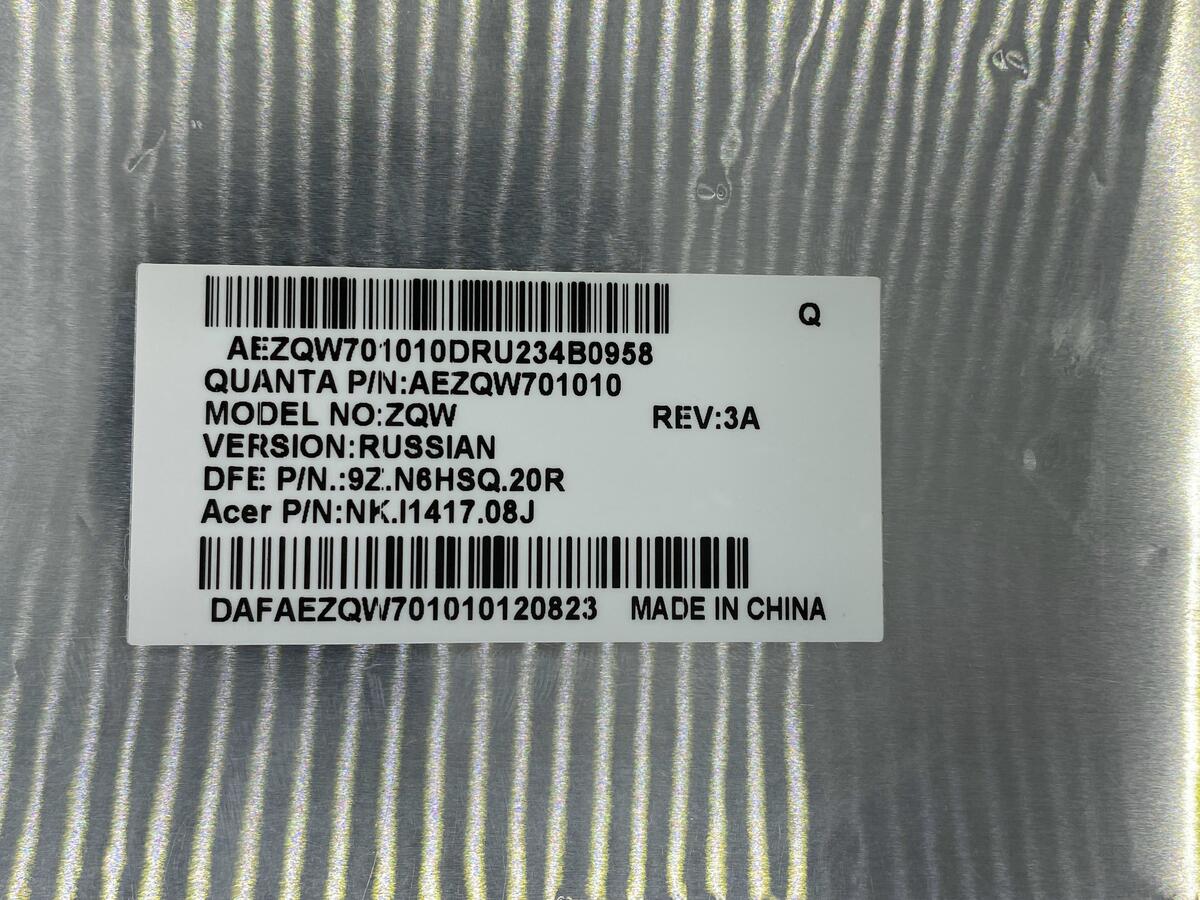 Q
AEZQW701010DRU234B0958
QUANTA P/N:AEZQW701010
MODEL NO:ZQW REV:3A
VERSION:RUSSIAN
DFE P/N.:9Z.N6HSQ.20R
Acer P/N:NK.I1417.08J
DAFAEZQW701010120823 MADE IN CHINA